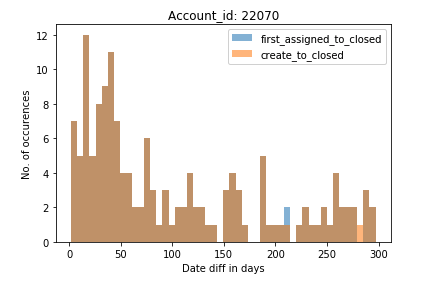 Account_id: 22070
first_assigned_to_closed
create_to_closed
No. of occurences
12
10
8
6
4
2
0
0 50 100 150 200 250 300
Date diff in days